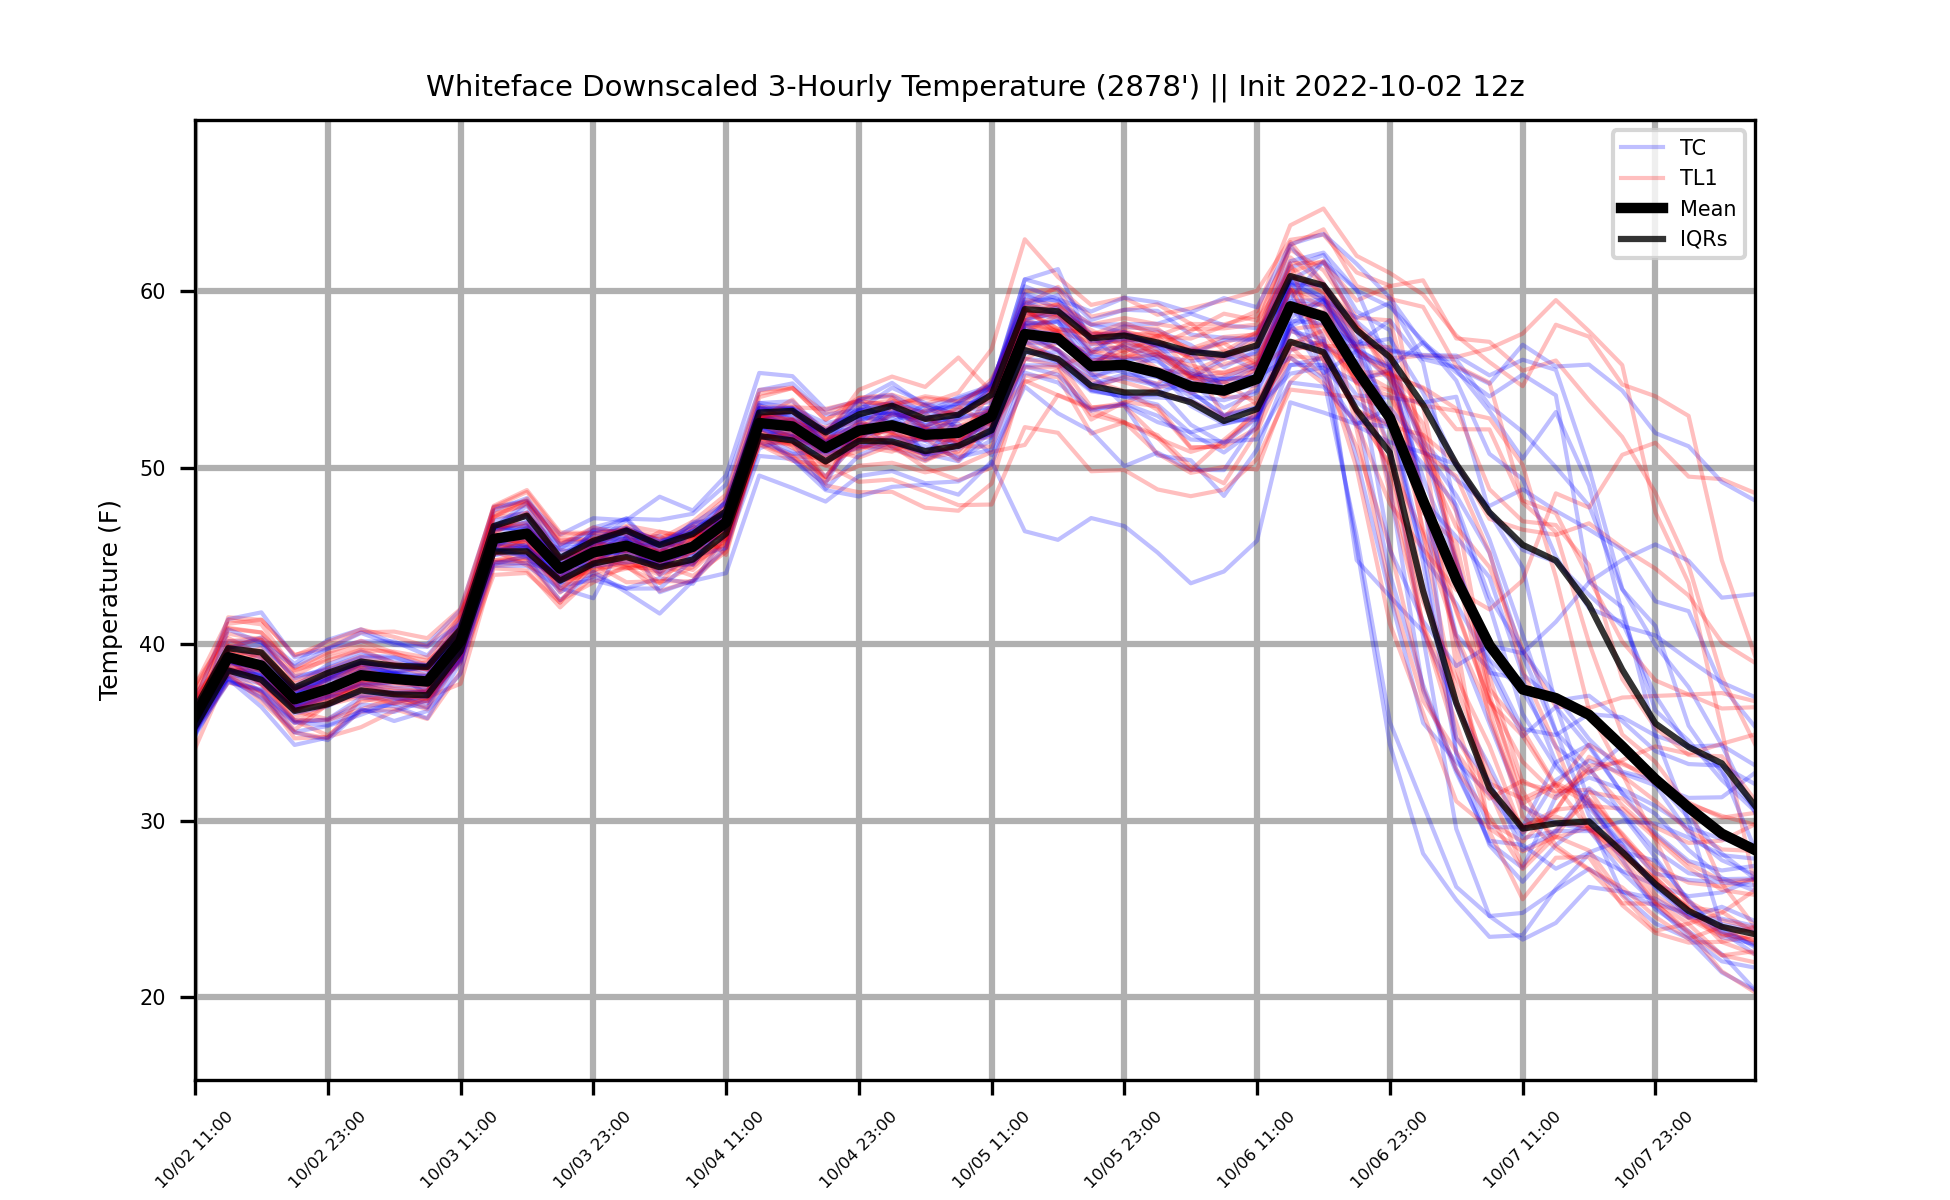 Whiteface Downscaled 3-Hourly Temperature (2878') || Init 2022-10-02 12z
TC
TL1
Mean
IQRs
Temperature (F)
60
50
40
30
20
10/02 11:00
10/02 23:00
10/03 11:00
10/03 23:00
10/04 11:00
10/04 23:00
10/05 11:00
10/05 23:00
10/06 11:00
10/06 23:00
10/07 11:00
10/07 23:00